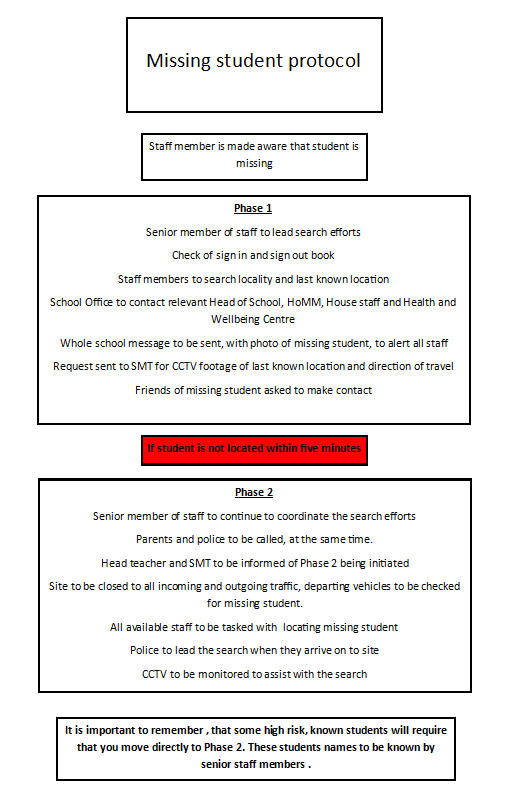 Missing student protocol
Staff member is made aware that student is
missing
Phase 1
Senior member of staff to lead search efforts
Check of sign in and sign out book
Staff members to search locality and last known location
School Office to contact relevant Head of School, HoMM, House staff and Health and
Wellbeing Centre
Whole school message to be sent, with photo of missing student, to alert all staff
Request sent to SMT for CCTV footage of last known location and direction of travel
Friends of missing student asked to make contact
If student is not located within five minutes
Phase 2
Senior member of staff to continue to coordinate the search efforts
Parents and police to be called, at the same time.
Head teacher and SMT to be informed of Phase 2 being initiated
Site to be closed to all incoming and outgoing traffic, departing vehicles to be checked
for missing student.
All available staff to be tasked with  locating missing student
Police to lead the search when they arrive on to site
CCTV to be monitored to assist with the search
It is important to remember , that some high risk, known students will require
that you move directly to Phase 2. These students names to be known by
senior staff members .